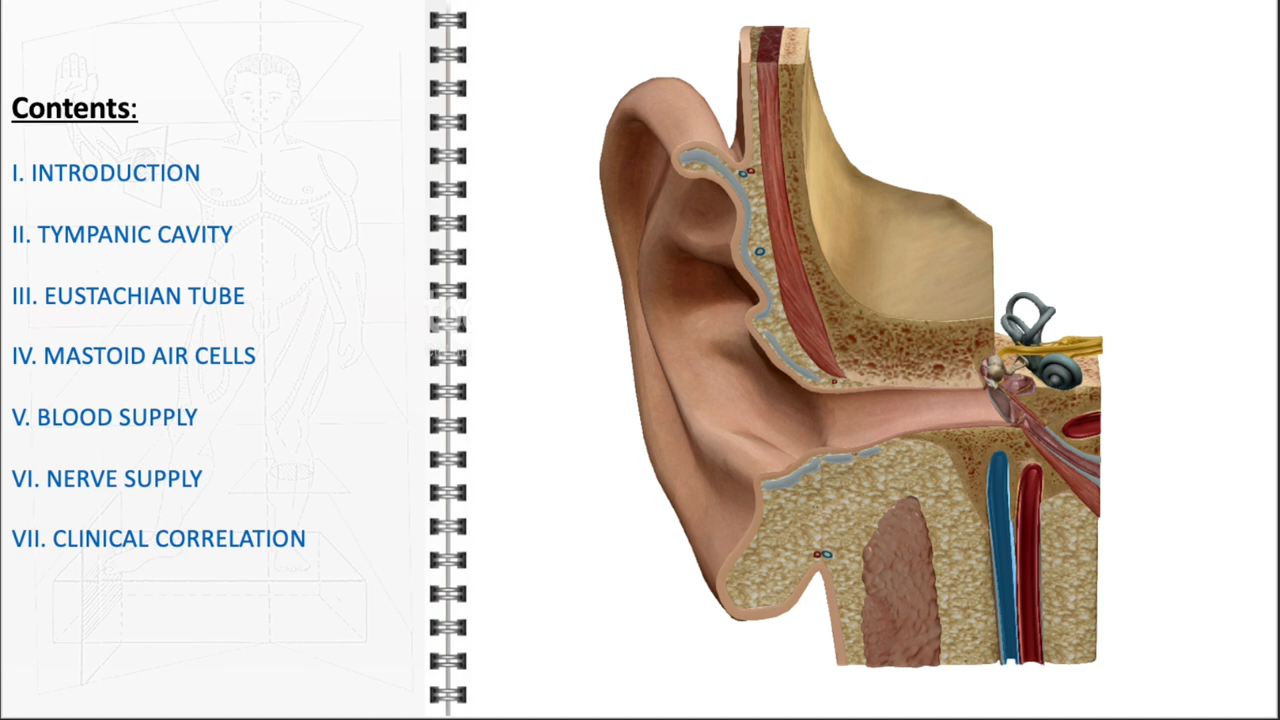 Contents:
I. INTRODUCTION
II. TYMPANIC CAVITY
III. EUSTACHIAN TUBE
IV. MASTOID AIR CELLS
V. BLOOD SUPPLY
VI. NERVE SUPPLY
VII. CLINICAL CORRELATION